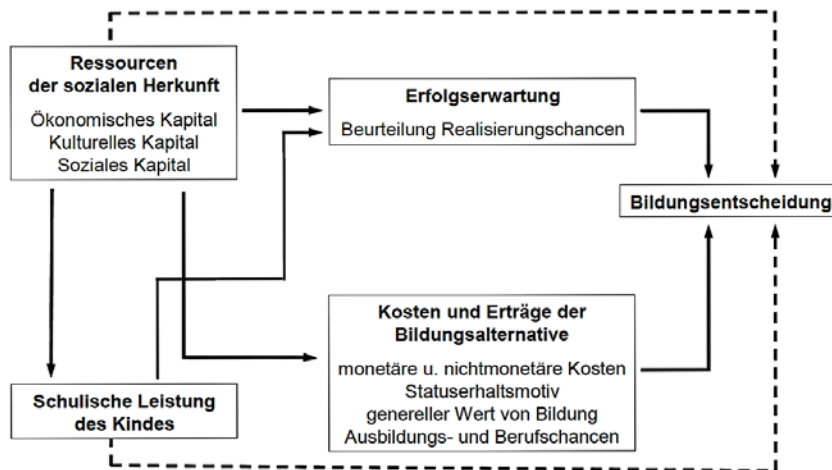 Ressourcen
der sozialen Herkunft
Ökonomisches Kapital
Kulturelles Kapital
Soziales Kapital
Erfolgserwartung
Beurteilung Realisierungschancen
Bildungsentscheidung
Kosten und Erträge der
Bildungsalternative
monetäre u. nichtmonetäre Kosten
Statuserhaltsmotiv
genereller Wert von Bildung
Ausbildungs- und Berufschancen
Schulische Leistung
des Kindes